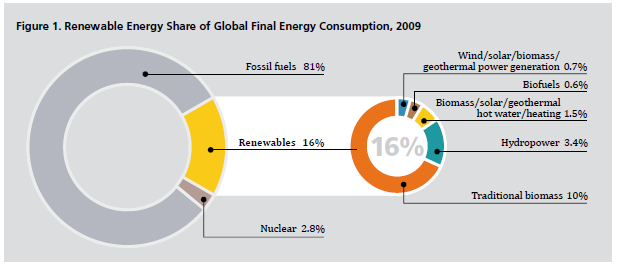 Figure 1. Renewable Energy Share of Global Final Energy Consumption, 2009
Fossil fuels 81%
Renewables 16%
Nuclear 2.8%
16%
Wind/solar/biomass/
geothermal power generation 0.7%
Biofuels 0.6%
Biomass/solar/geothermal
hot water/heating 1.5%
Hydropower 3.4%
Traditional biomass 10%